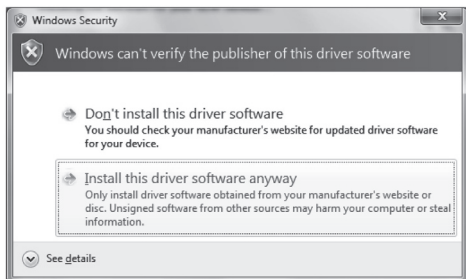 Windows Security
Windows can't verify the publisher of this driver software
Don't install this driver software
You should check your manufacturer's website for updated driver software
for your device.
Install this driver software anyway
Only install driver software obtained from your manufacturer's website or
disc. Unsigned software from other sources may harm your computer or steal
information.
See details